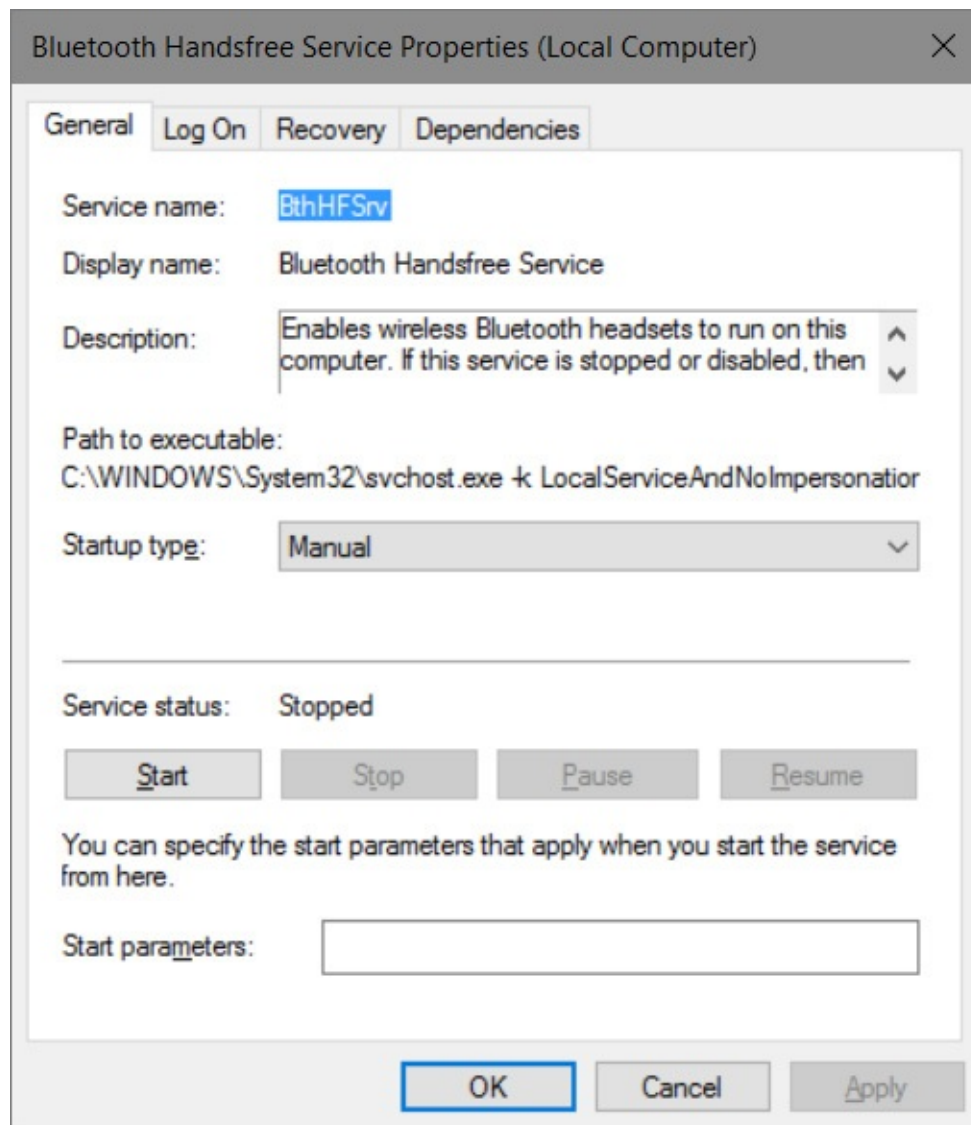 Bluetooth Handsfree Service Properties (Local Computer)
General Log On Recovery Dependencies
Service name: BthHFSrv
Display name: Bluetooth Handsfree Service
Description: Enables wireless Bluetooth headsets to run on this
computer. If this service is stopped or disabled, then
Path to executable:
C:\WINDOWS\System32\svchost.exe -k LocalServiceAndNoImpersonation
Startup type: Manual
Service status: Stopped
Start Stop Pause Resume
You can specify the start parameters that apply when you start the service
from here.
Start parameters:
OK Cancel Apply